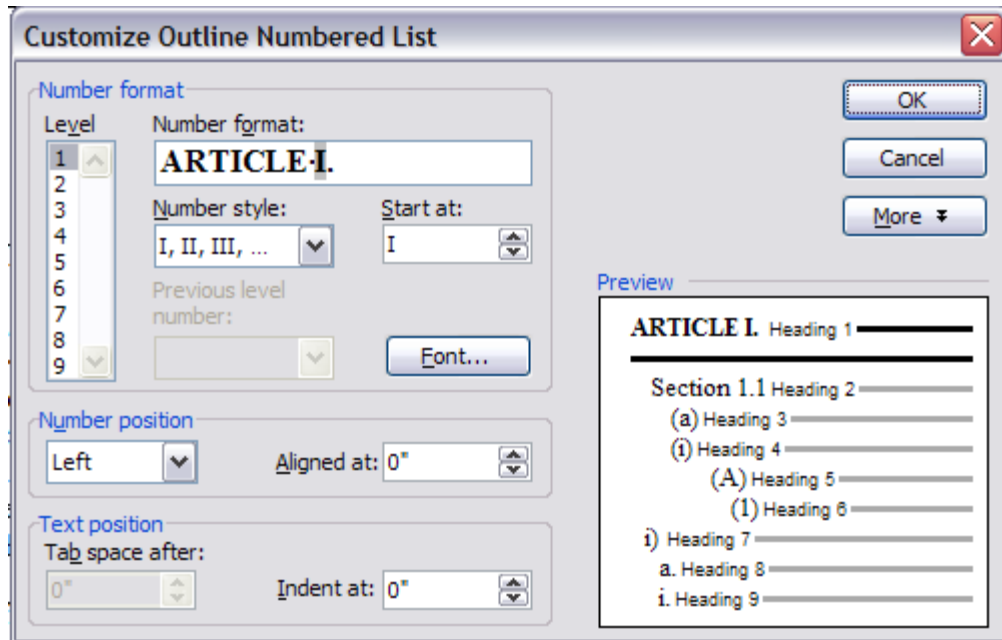 Customize Outline Numbered List
Number format
Level
Number format:
1
2
3
4
5
6
7
8
9
ARTICLE·I.
Number style:
Start at:
I, II, III, ...
I
Previous level
number:
Font...
Number position
Left
Aligned at: 0"
Text position
Tab space after:
0"
Indent at: 0"
OK
Cancel
More
Preview
ARTICLE I. Heading 1
Section 1.1 Heading 2
(a) Heading 3
(i) Heading 4
(A) Heading 5
(1) Heading 6
i) Heading 7
a. Heading 8
i. Heading 9